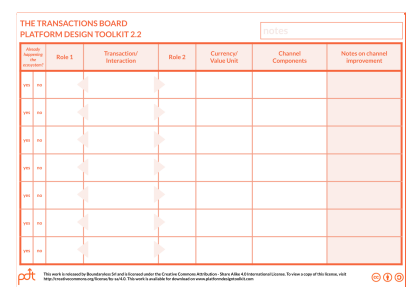 THE TRANSACTIONS BOARD
PLATFORM DESIGN TOOLKIT 2.2
notes
Already happening the ecosystem?
Role 1
Transaction/ Interaction
Role 2
Currency/ Value Unit
Channel Components
Notes on channel improvement
yes no
yes no
yes no
yes no
yes no
yes no
yes no
pdt
This work is released by Boundaryless Srl and is licensed under the Creative Commons Attribution - Share Alike 4.0 International License. To view a copy of this license, visit
http://creativecommons.org/license/by-sa/4.0. This work is available for download on www.platformdesigntoolkit.com